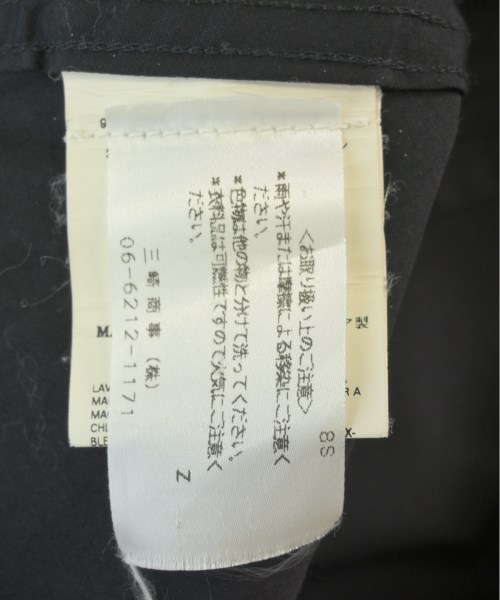 8S
<お取り扱い上のご注意>
*雨や汗または摩擦による移染にご注意く
ださい。
*色物は他の物と分けて洗ってください。
*衣料品は可燃性ですので火気にご注意く
ださい。
Z
三崎商事(株)
06-6212-1171
製